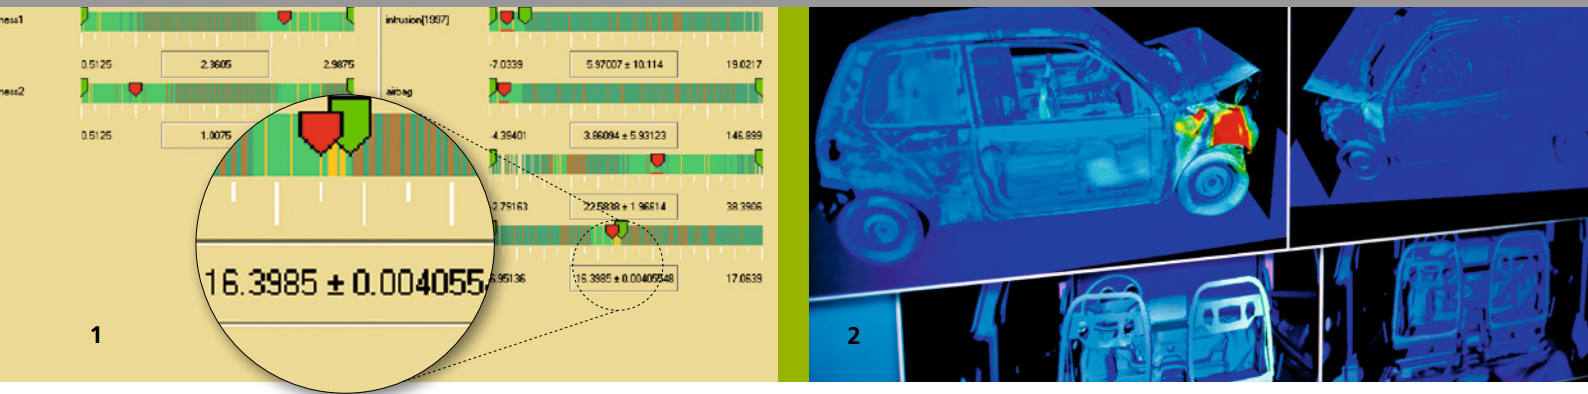 ness1
intrusion[1997]
0.5125 2.3605 2.9875
-7.0339 5.97007 ± 10.114 19.0217
ness2
airbag
0.5125 1.0075
-4.39401 3.96094 ± 5.93123 146.899
2.79163 22.5838 ± 1.96614 38.3906
6.95136 16.3985 ± 0.00405548 17.0639
16.3985 ± 0.004055
1
2